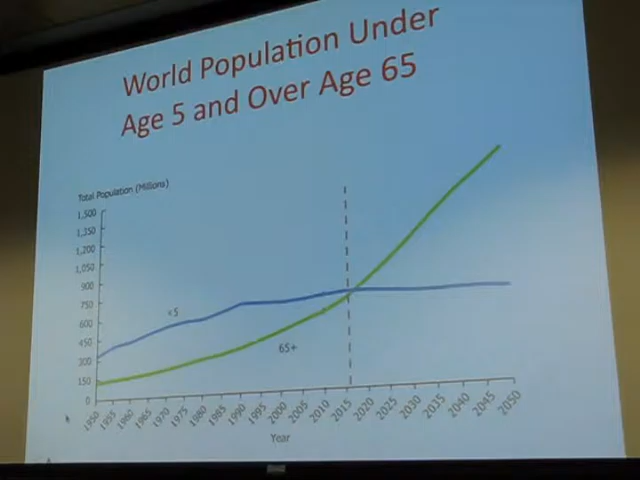 World Population Under
Age 5 and Over Age 65
Total Population (Millions)
1,500
1,350
1,200
1,050
900
750
600
450
300
150
0
<5
65+
1950 1955 1960 1965 1970 1975 1980 1985 1990 1995 2000 2005 2010 2015 2020 2025 2030 2035 2040 2045 2050
Year